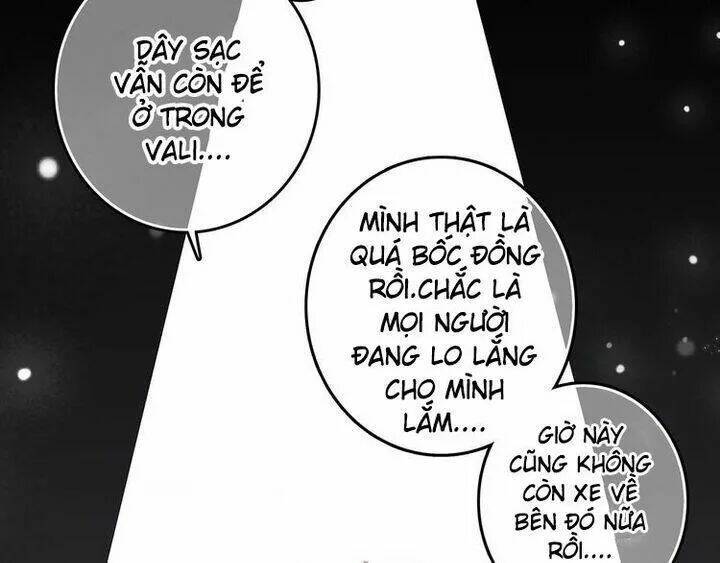 DÂY SẠC
VẪN CÒN ĐỂ
Ở TRONG
VALI....
MÌNH THẬT LÀ
QUÁ BỐC ĐỒNG
RỒI.CHẮC LÀ
MỌI NGƯỜI
ĐANG LO LẮNG
CHO MÌNH
LẮM....
GIỜ NÀY
CŨNG KHÔNG
CÒN XE VỀ
BÊN ĐÓ NỮA
RỒI....